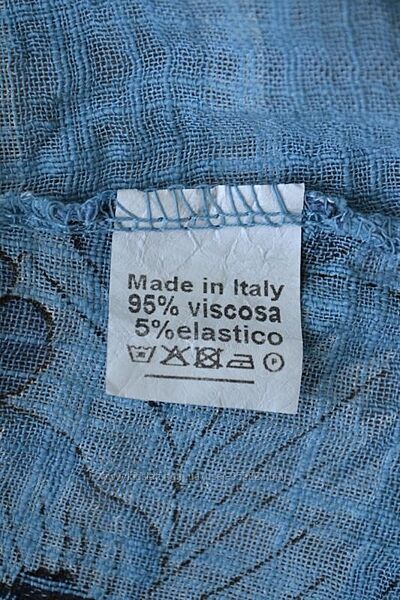 Made in Italy
95% viscosa
5%elastico
P